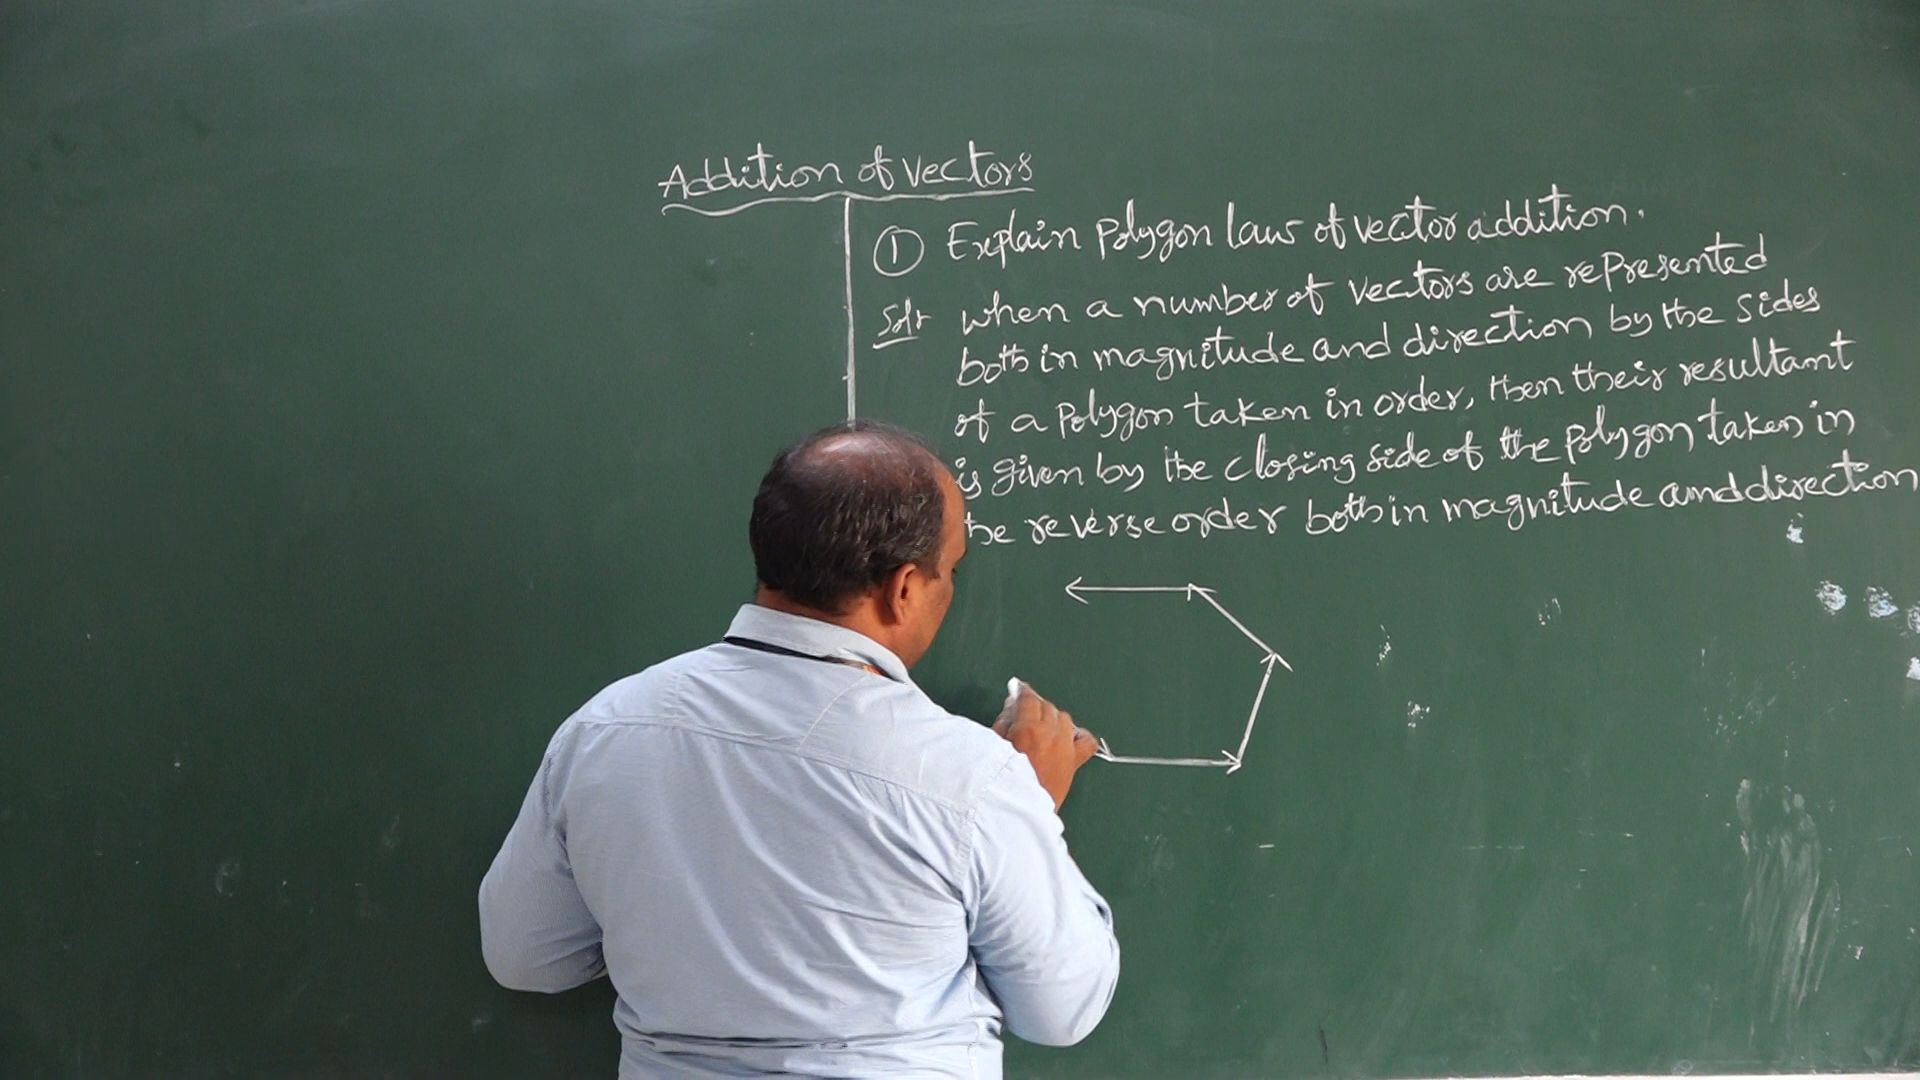 Addition of vectors
① Explain polygon law of vector addition.
Solr when a number of vectors are represented
both in magnitude and direction by the sides
of a polygon taken in order, then their resultant
is given by the closing side of the polygon taken in
the reverse order both in magnitude and direction